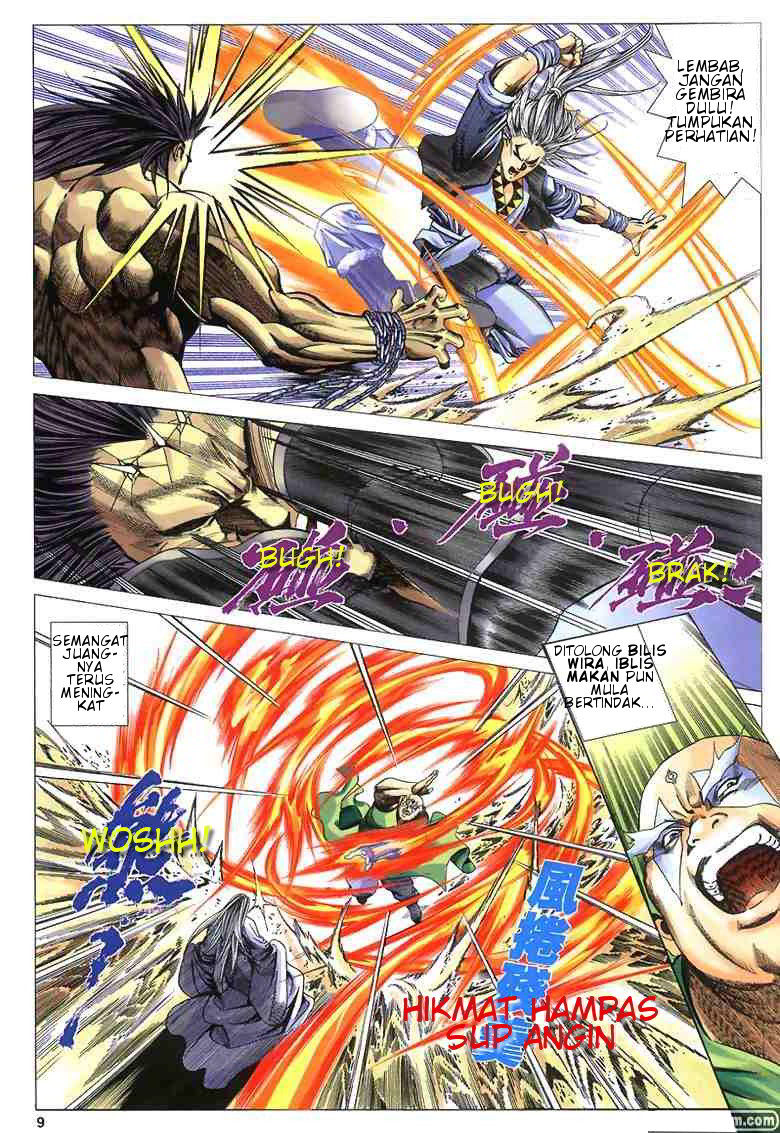 LEMBAB,
JANGAN
GEMBIRA
DULU!
TUMPUKAN
PERHATIAN!
BUGH!
BUGH!
BRAK!
SEMANGAT
JUANG-
NYA
TERUS
MENING-
KAT
DITOLONG BILIS
WIRA, IBLIS
MAKAN PUN
MULA
BERTINDAK...
WOSHH!
風捲殘
HIKMAT HAMPAS
SUP ANGIN
9